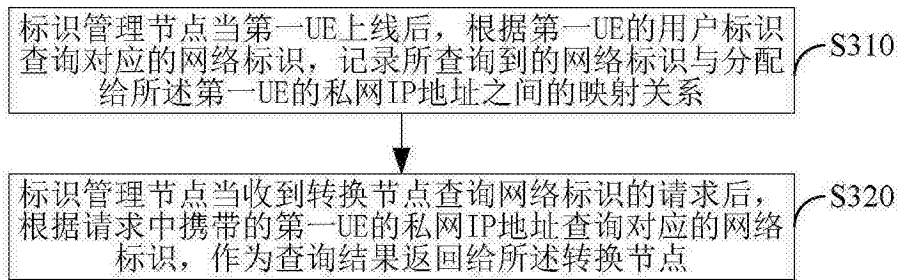 标识管理节点当第一UE上线后，根据第一UE的用户标识
查询对应的网络标识，记录所查询到的网络标识与分配
给所述第一UE的私网IP地址之间的映射关系
S310
标识管理节点当收到转换节点查询网络标识的请求后，
根据请求中携带的第一UE的私网IP地址查询对应的网络
标识，作为查询结果返回给所述转换节点
S320